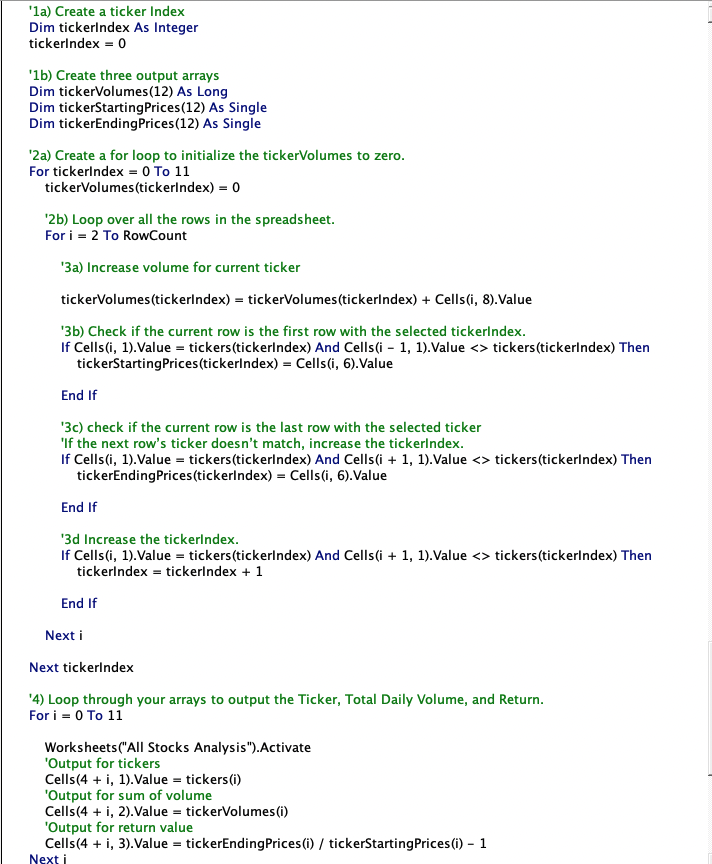 '1a) Create a ticker Index
Dim tickerIndex As Integer
tickerIndex = 0
'1b) Create three output arrays
Dim tickerVolumes(12) As Long
Dim tickerStartingPrices(12) As Single
Dim tickerEndingPrices(12) As Single
'2a) Create a for loop to initialize the tickerVolumes to zero.
For tickerIndex = 0 To 11
tickerVolumes(tickerIndex) = 0
'2b) Loop over all the rows in the spreadsheet.
For i = 2 To RowCount
'3a) Increase volume for current ticker
tickerVolumes(tickerIndex) = tickerVolumes(tickerIndex) + Cells(i, 8).Value
'3b) Check if the current row is the first row with the selected tickerIndex.
If Cells(i, 1).Value = tickers(tickerIndex) And Cells(i - 1, 1).Value <> tickers(tickerIndex) Then
tickerStartingPrices(tickerIndex) = Cells(i, 6).Value
End If
'3c) check if the current row is the last row with the selected ticker
'If the next row's ticker doesn't match, increase the tickerIndex.
If Cells(i, 1).Value = tickers(tickerIndex) And Cells(i + 1, 1).Value <> tickers(tickerIndex) Then
tickerEndingPrices(tickerIndex) = Cells(i, 6).Value
End If
'3d Increase the tickerIndex.
If Cells(i, 1).Value = tickers(tickerIndex) And Cells(i + 1, 1).Value <> tickers(tickerIndex) Then
tickerIndex = tickerIndex + 1
End If
Next i
Next tickerIndex
'4) Loop through your arrays to output the Ticker, Total Daily Volume, and Return.
For i = 0 To 11
Worksheets("All Stocks Analysis").Activate
'Output for tickers
Cells(4 + i, 1).Value = tickers(i)
'Output for sum of volume
Cells(4 + i, 2).Value = tickerVolumes(i)
'Output for return value
Cells(4 + i, 3).Value = tickerEndingPrices(i) / tickerStartingPrices(i) - 1
Next i